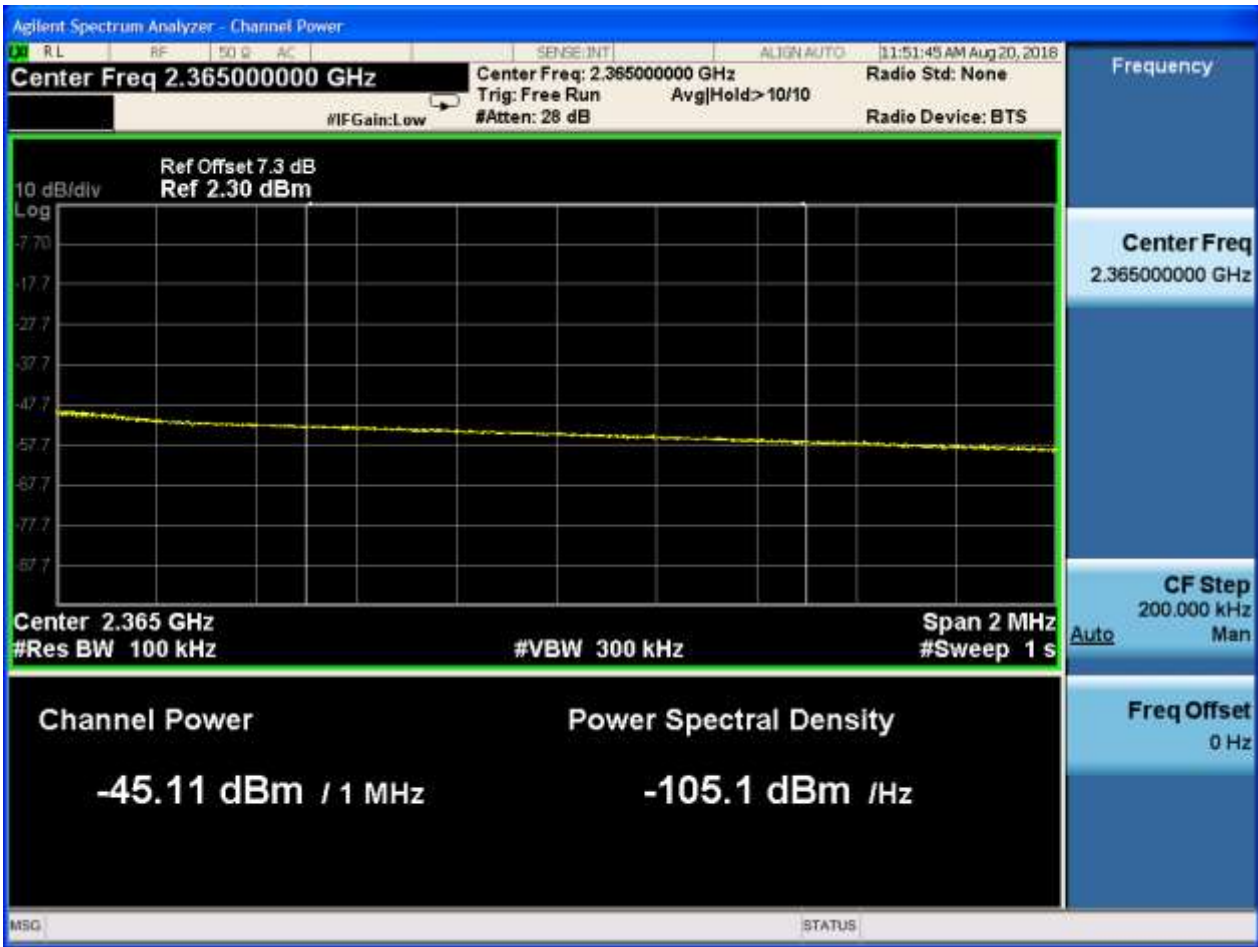 Agilent Spectrum Analyzer - Channel Power
RL RF 50 Ω AC SENSE:INT ALIGN AUTO 11:51:45 AM Aug 20, 2018
Center Freq 2.365000000 GHz
Center Freq: 2.365000000 GHz
Radio Std: None
Trig: Free Run Avg|Hold:>10/10
#IFGain:Low
#Atten: 28 dB
Radio Device: BTS
Frequency
Ref Offset 7.3 dB
10 dB/div Ref 2.30 dBm
Log
-7.70
-17.7
-27.7
-37.7
-47.7
-57.7
-67.7
-77.7
-87.7
Center 2.365 GHz Span 2 MHz
#Res BW 100 kHz #VBW 300 kHz #Sweep 1 s
Center Freq
2.365000000 GHz
CF Step
200.000 kHz
Auto Man
Freq Offset
0 Hz
Channel Power Power Spectral Density
-45.11 dBm / 1 MHz -105.1 dBm /Hz
MSG STATUS